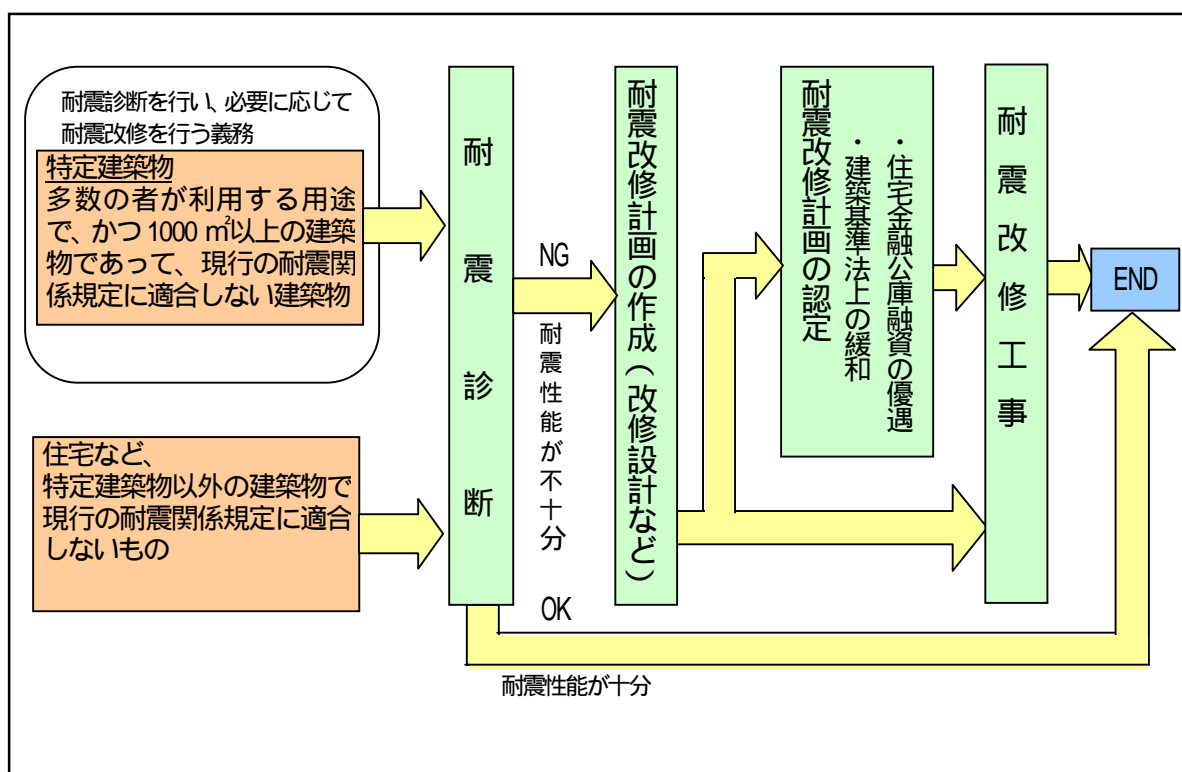 耐震診断を行い、必要に応じて
耐震改修を行う義務
特定建築物
多数の者が利用する用途
で、かつ1000㎡以上の建築
物であって、現行の耐震関
係規定に適合しない建築物
住宅など、
特定建築物以外の建築物で
現行の耐震関係規定に適合
しないもの
耐震診断
NG
耐震性能が不十分
OK
耐震性能が十分
耐震改修計画の作成(改修設計など)
耐震改修計画の認定
・建築基準法上の緩和
・住宅金融公庫融資の優遇
耐震改修工事
END